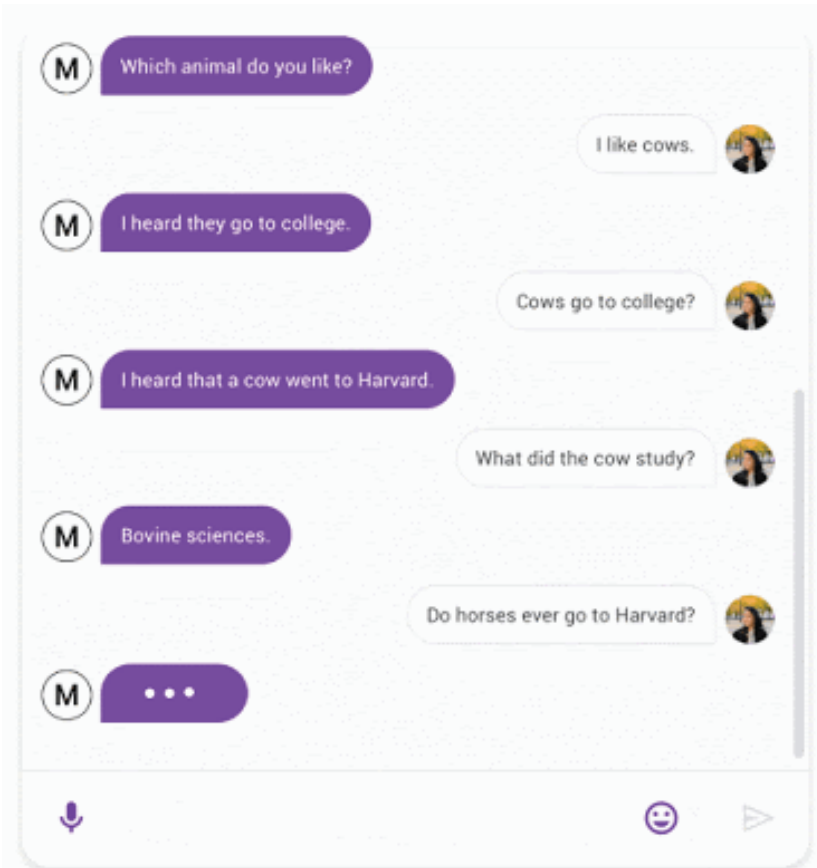 M Which animal do you like?
I like cows.
M I heard they go to college.
Cows go to college?
M I heard that a cow went to Harvard.
What did the cow study?
M Bovine sciences.
Do horses ever go to Harvard?
M •••